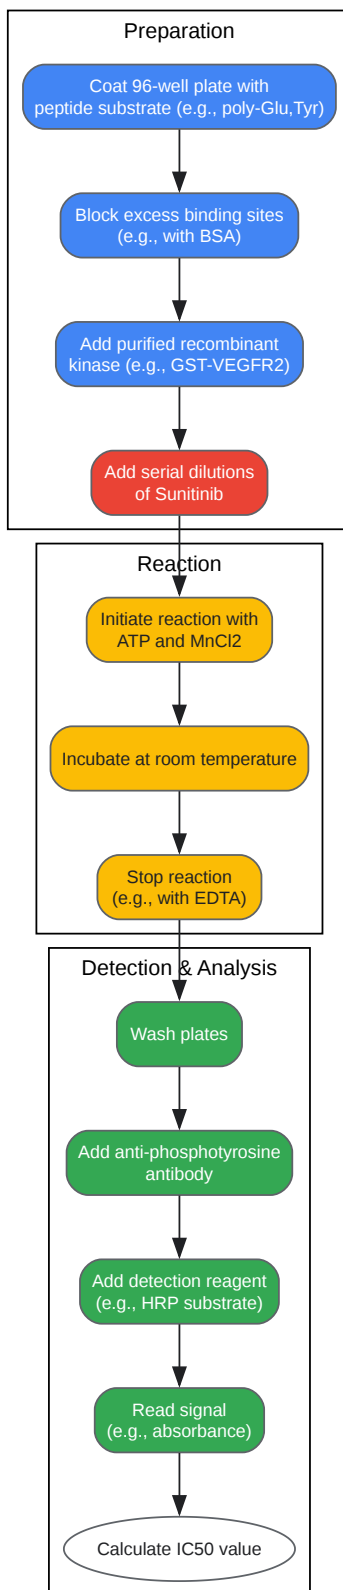 Preparation
Coat 96-well plate with
peptide substrate (e.g., poly-Glu,Tyr)
Block excess binding sites
(e.g., with BSA)
Add purified recombinant
kinase (e.g., GST-VEGFR2)
Add serial dilutions
of Sunitinib
Reaction
Initiate reaction with
ATP and MnCl2
Incubate at room temperature
Stop reaction
(e.g., with EDTA)
Detection & Analysis
Wash plates
Add anti-phosphotyrosine
antibody
Add detection reagent
(e.g., HRP substrate)
Read signal
(e.g., absorbance)
Calculate IC50 value